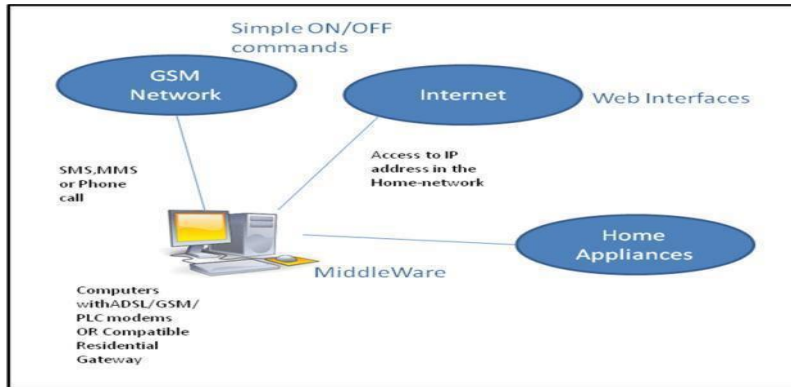 Simple ON/OFF
commands
GSM
Network
Internet
Web Interfaces
SMS,MMS
or Phone
call
Access to IP
address in the
Home-network
Home
Appliances
MiddleWare
Computers
withADSL/GSM/
PLC modems
OR Compatible
Residential
Gateway